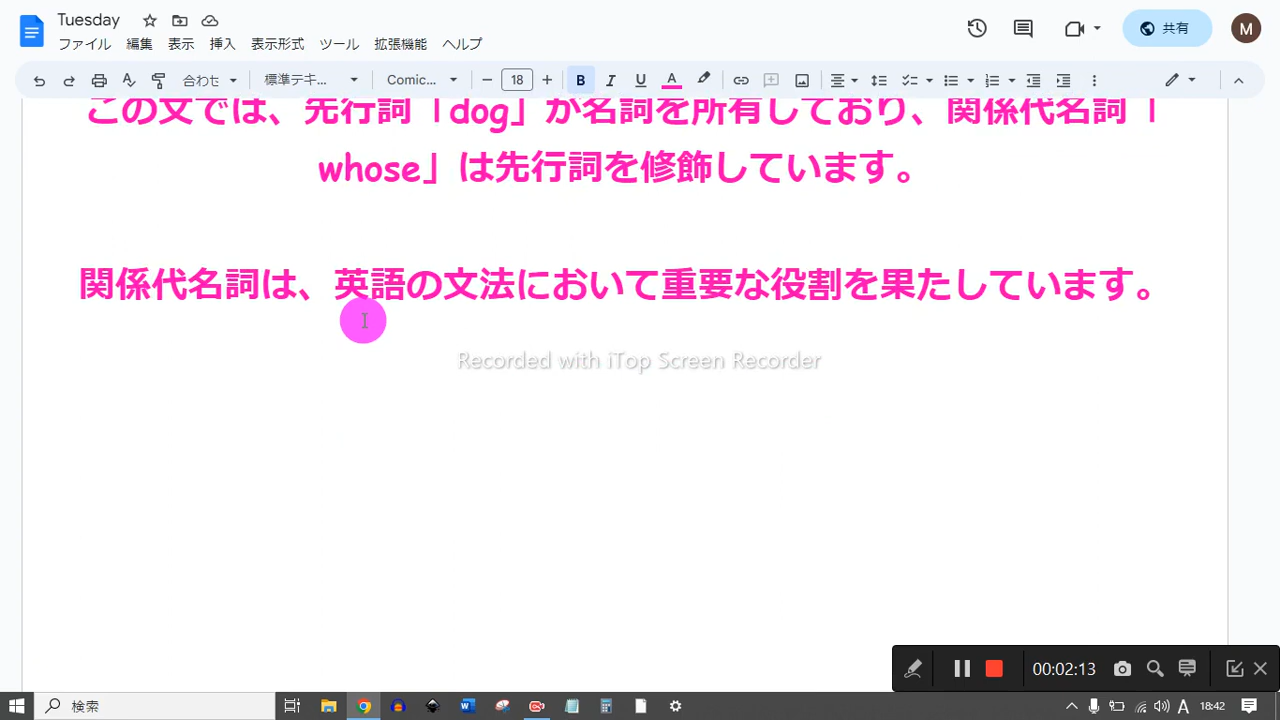 Tuesday
ファイル 編集 表示 挿入 表示形式 ツール 拡張機能 ヘルプ
共有
M
合わせ 標準テキ... Comic... 18 B I U A
この文では、先行詞「dog」が名詞を所有しており、関係代名詞「
whose」は先行詞を修飾しています。
関係代名詞は、英語の文法において重要な役割を果たしています。
Recorded with iTop Screen Recorder
00:02:13
検索
A 18:42